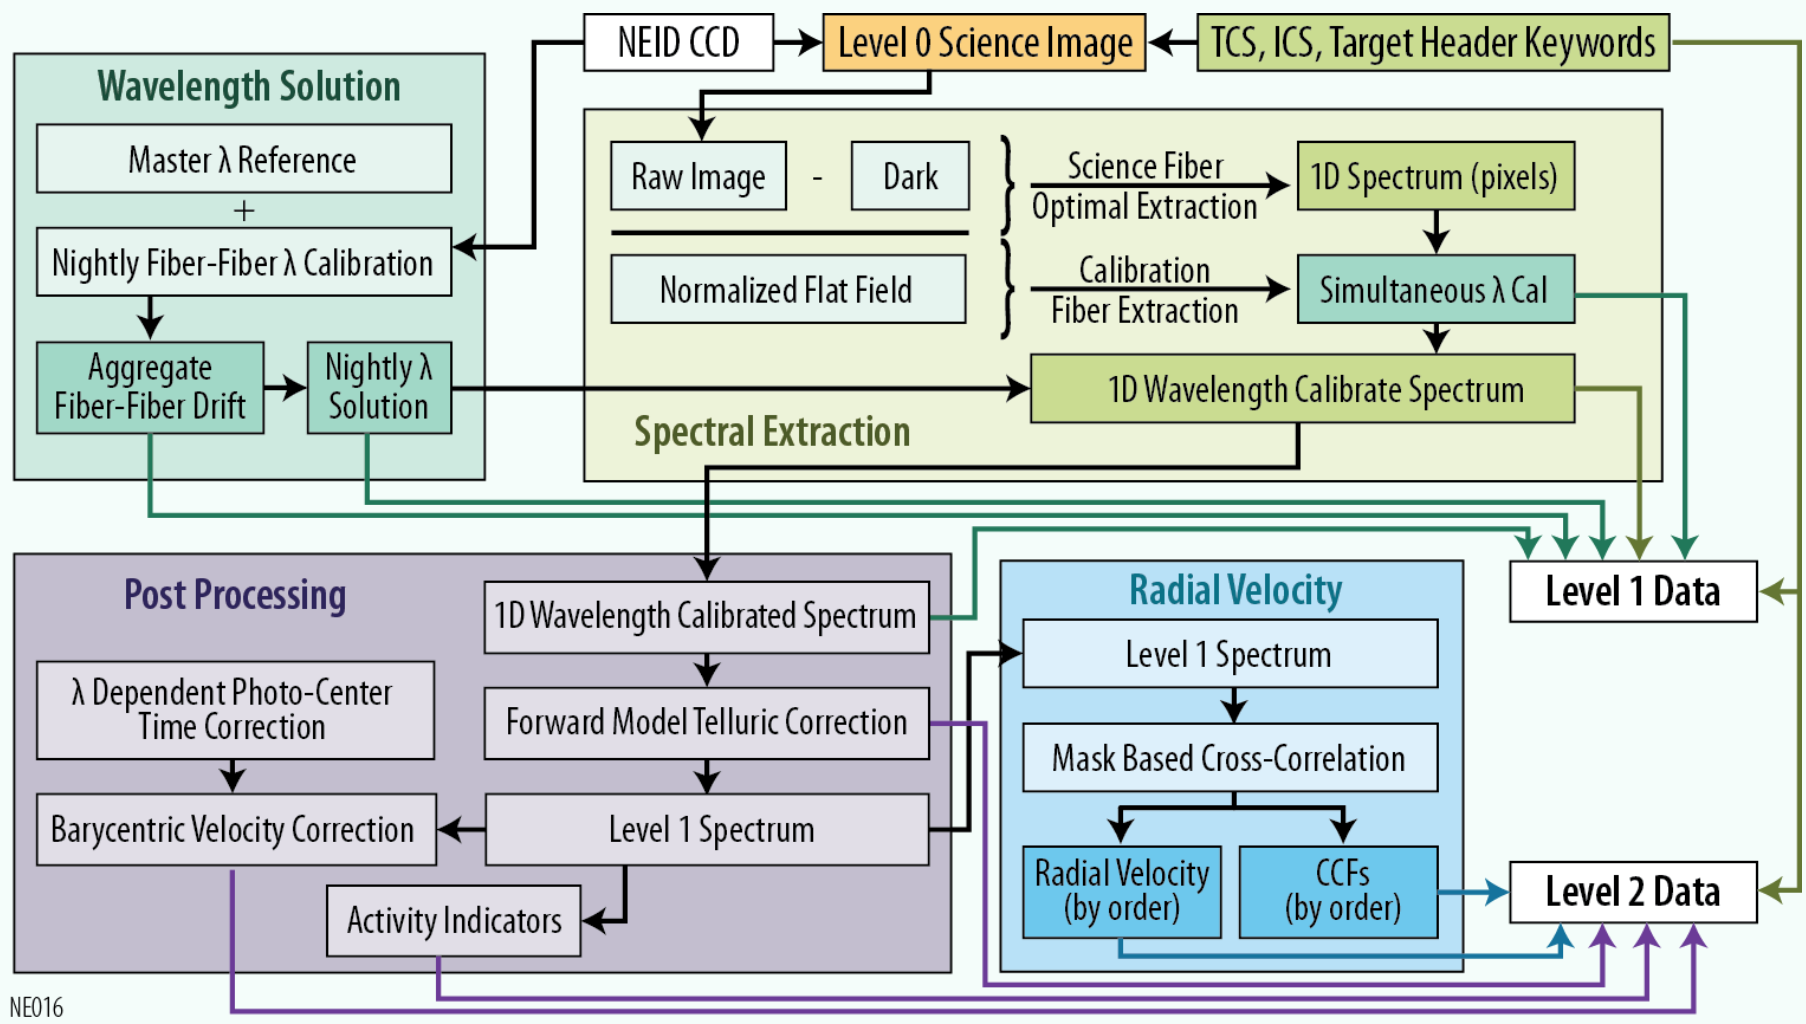 NEID CCD
Level 0 Science Image
TCS, ICS, Target Header Keywords
Wavelength Solution
Master λ Reference
+
Nightly Fiber-Fiber λ Calibration
Aggregate
Fiber-Fiber Drift
Nightly λ
Solution
Raw Image
-
Dark
Normalized Flat Field
Science Fiber
Optimal Extraction
Calibration
Fiber Extraction
1D Spectrum (pixels)
Simultaneous λ Cal
1D Wavelength Calibrate Spectrum
Spectral Extraction
Post Processing
1D Wavelength Calibrated Spectrum
λ Dependent Photo-Center
Time Correction
Forward Model Telluric Correction
Barycentric Velocity Correction
Level 1 Spectrum
Activity Indicators
Radial Velocity
Level 1 Spectrum
Mask Based Cross-Correlation
Radial Velocity
(by order)
CCFs
(by order)
Level 1 Data
Level 2 Data
NE016